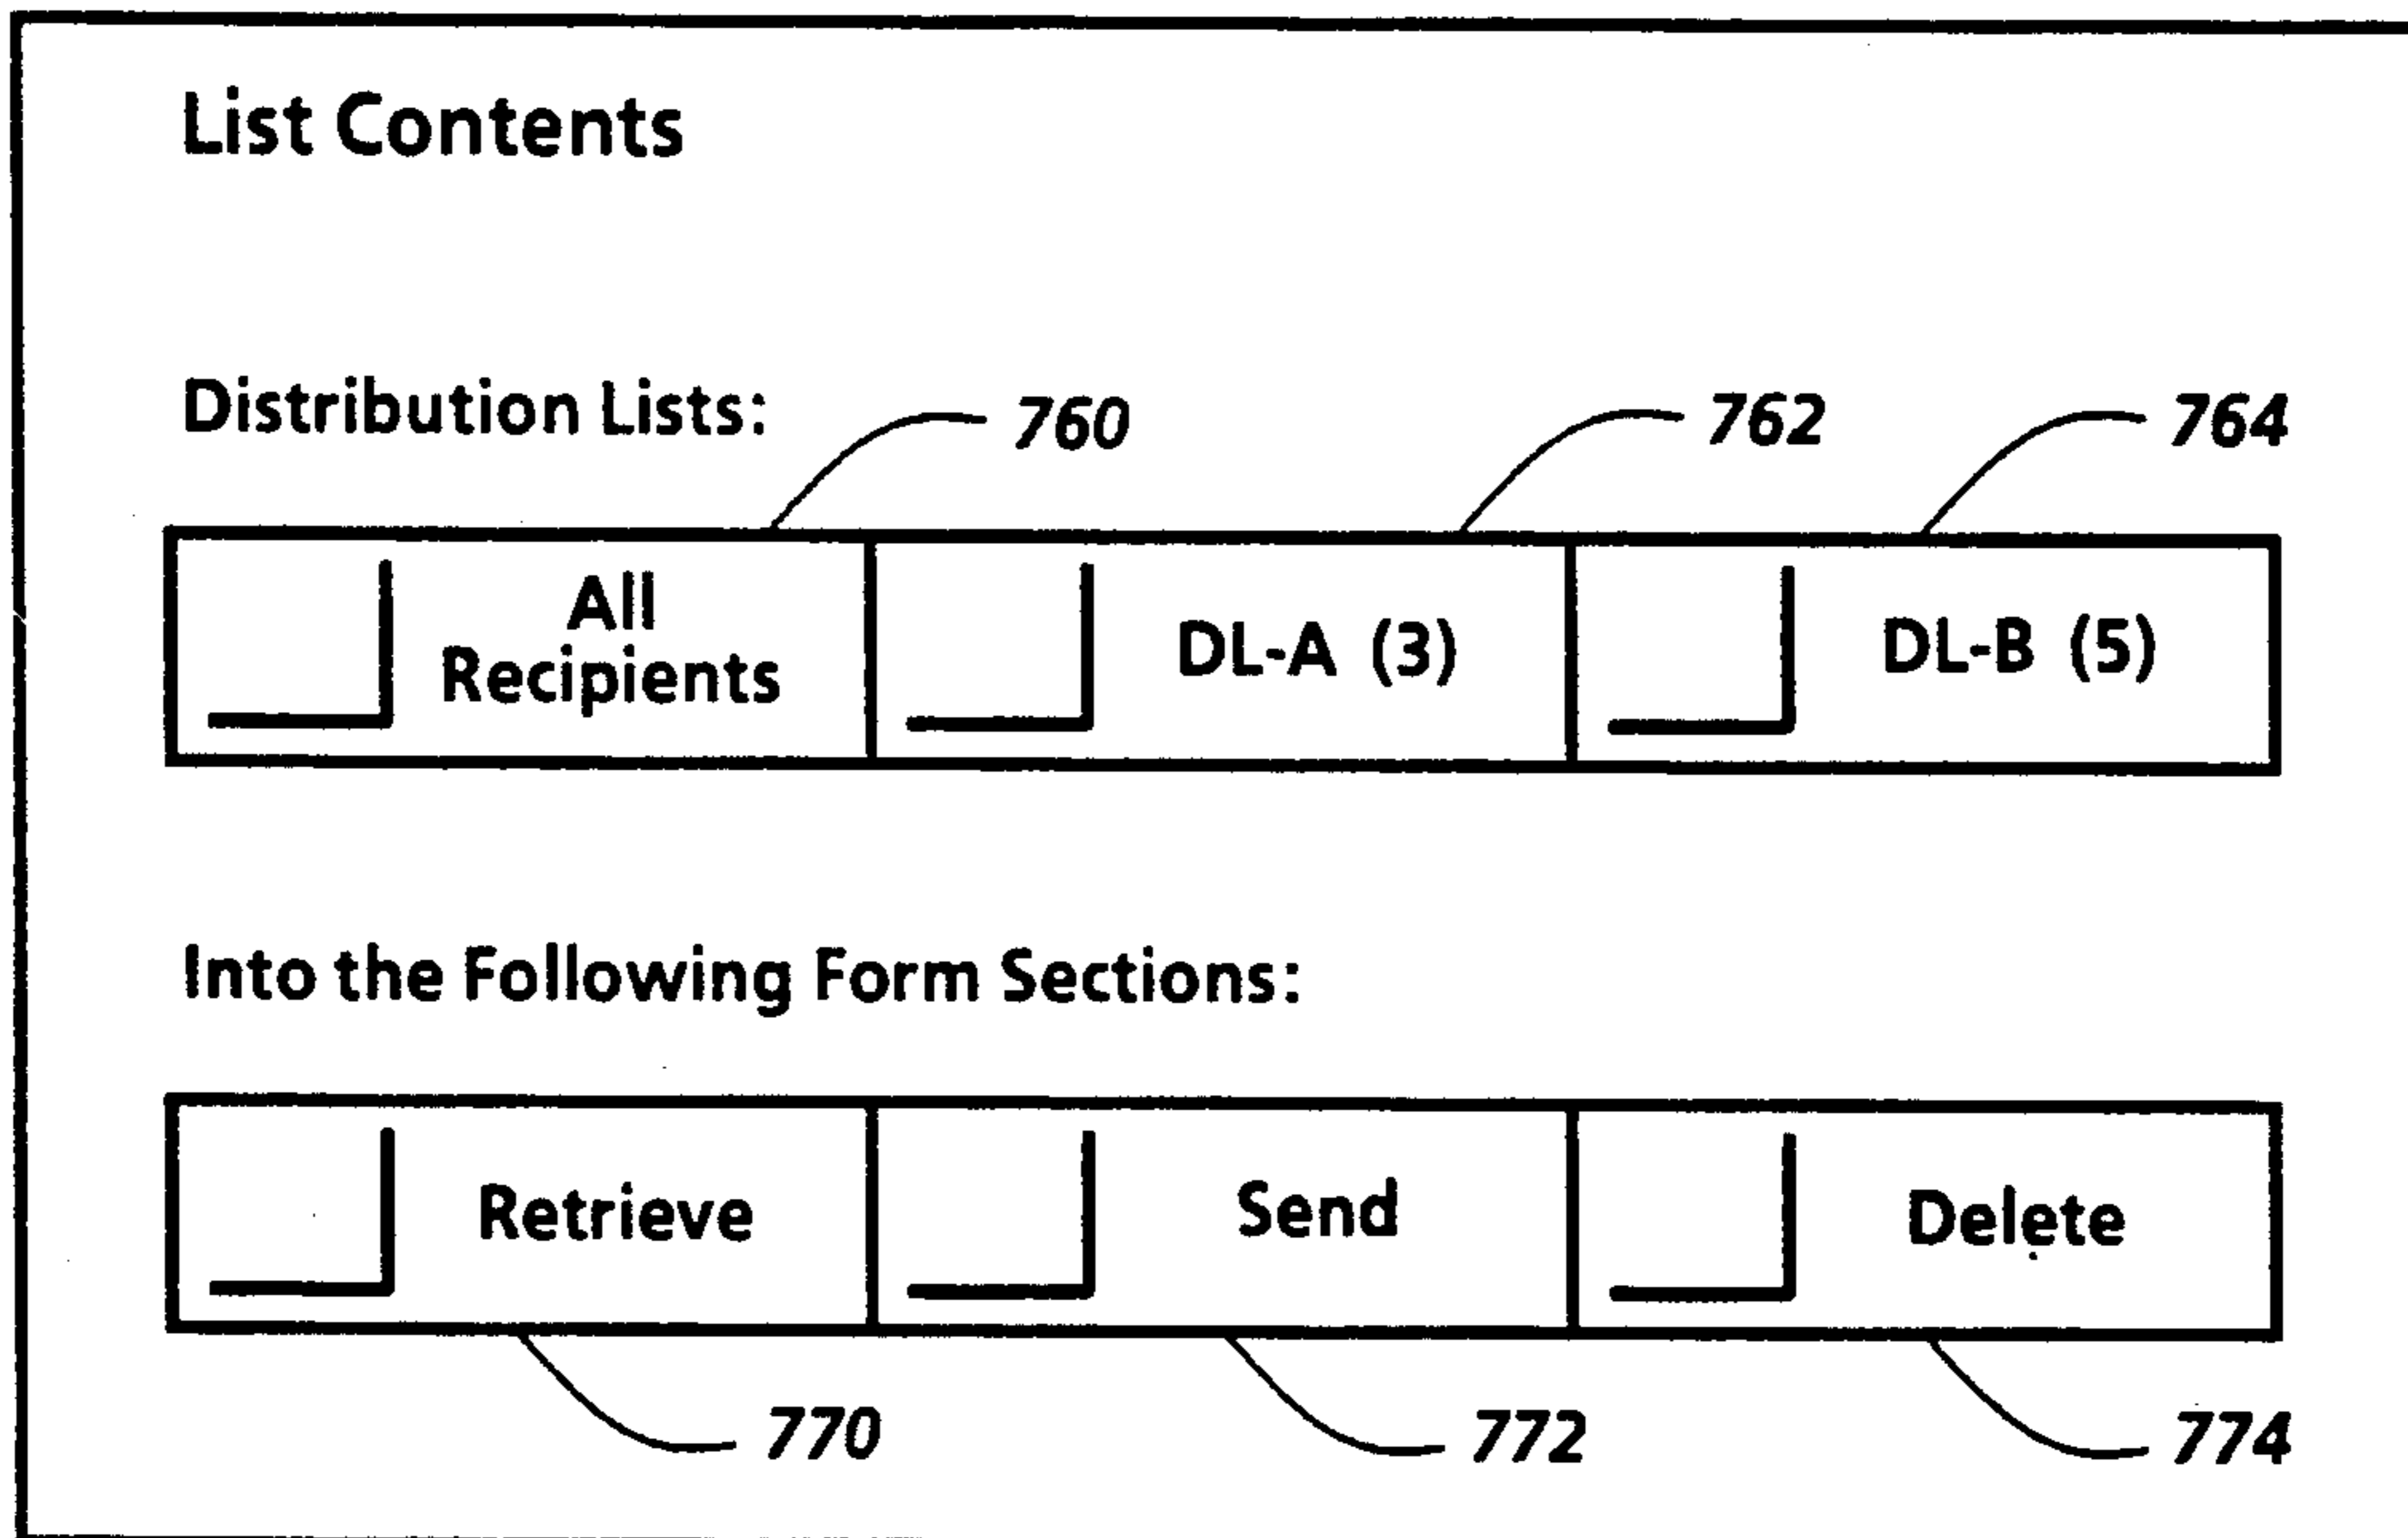 List Contents
Distribution Lists:
760
762
764
All
Recipients
DL-A (3)
DL-B (5)
Into the Following Form Sections:
Retrieve
Send
Delete
770
772
774